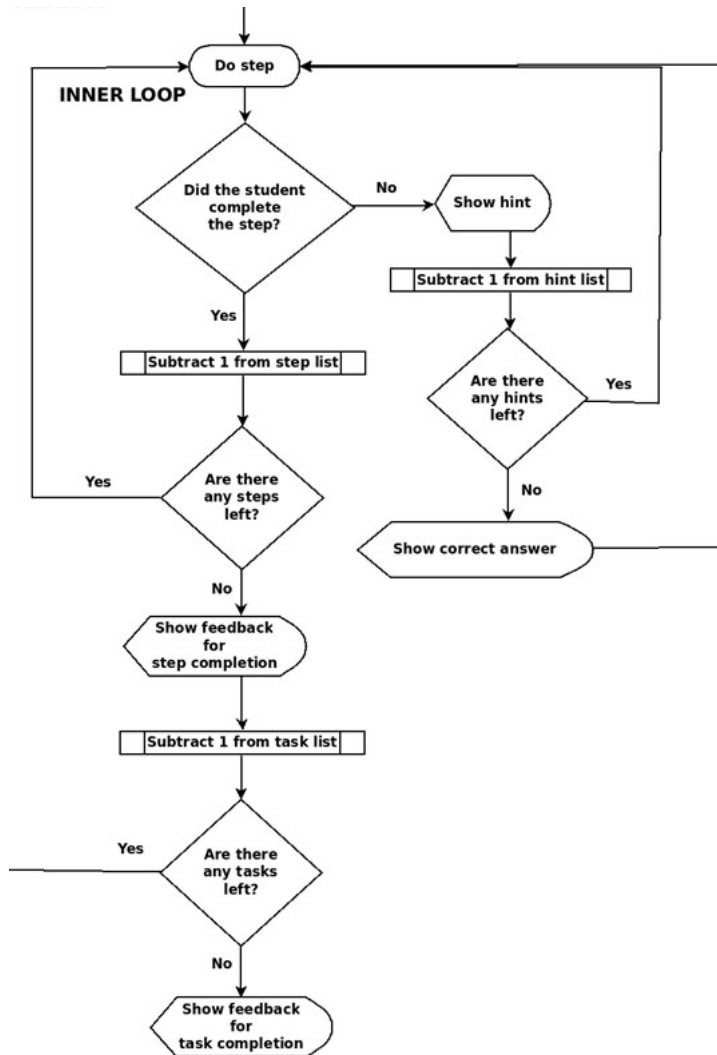 Do step
INNER LOOP
Did the student
complete
the step?
No
Show hint
Subtract 1 from hint list
Yes
Subtract 1 from step list
Are there
any hints
left?
Yes
Are there
any steps
left?
Yes
No
Show correct answer
No
Show feedback
for
step completion
Subtract 1 from task list
Yes
Are there
any tasks
left?
No
Show feedback
for
task completion